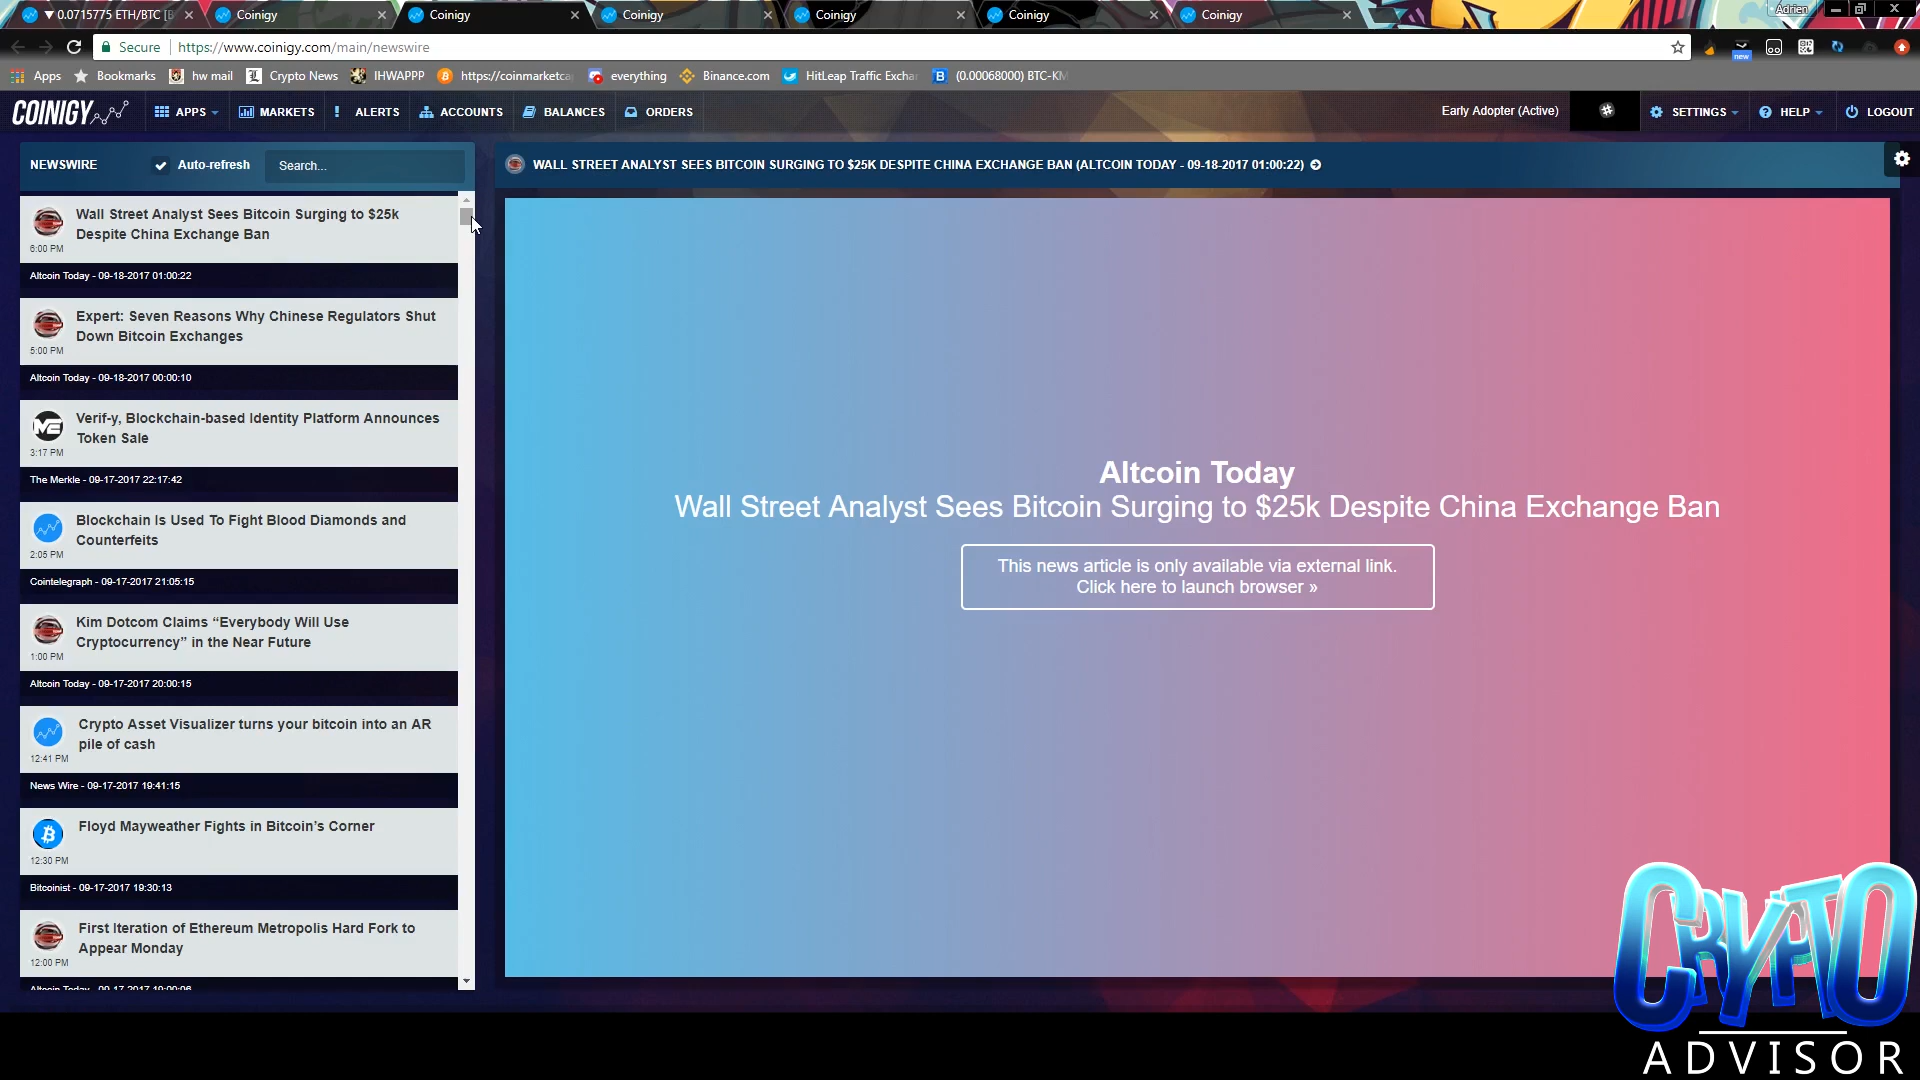 ▼ 0.0715775 ETH/BTC [B
Coinigy
Coinigy
Coinigy
Coinigy
Coinigy
Coinigy
Adrien
Secure
https://www.coinigy.com/main/newswire
new
Apps
Bookmarks
hw mail
Crypto News
IHWAPPP
https://coinmarketca
everything
Binance.com
HitLeap Traffic Exchan
(0.00068000) BTC-KM
COINIGY
APPS
MARKETS
ALERTS
ACCOUNTS
BALANCES
ORDERS
Early Adopter (Active)
SETTINGS
HELP
LOGOUT
NEWSWIRE
Auto-refresh
Search...
WALL STREET ANALYST SEES BITCOIN SURGING TO $25K DESPITE CHINA EXCHANGE BAN (ALTCOIN TODAY - 09-18-2017 01:00:22)
Wall Street Analyst Sees Bitcoin Surging to $25k
Despite China Exchange Ban
6:00 PM
Altcoin Today - 09-18-2017 01:00:22
Expert: Seven Reasons Why Chinese Regulators Shut
Down Bitcoin Exchanges
5:00 PM
Altcoin Today - 09-18-2017 00:00:10
Verif-y, Blockchain-based Identity Platform Announces
Token Sale
3:17 PM
The Merkle - 09-17-2017 22:17:42
Blockchain Is Used To Fight Blood Diamonds and
Counterfeits
2:05 PM
Cointelegraph - 09-17-2017 21:05:15
Kim Dotcom Claims “Everybody Will Use
Cryptocurrency” in the Near Future
1:00 PM
Altcoin Today - 09-17-2017 20:00:15
Crypto Asset Visualizer turns your bitcoin into an AR
pile of cash
12:41 PM
News Wire - 09-17-2017 19:41:15
Floyd Mayweather Fights in Bitcoin’s Corner
12:30 PM
Bitcoinist - 09-17-2017 19:30:13
First Iteration of Ethereum Metropolis Hard Fork to
Appear Monday
12:00 PM
Altcoin Today - 09-17-2017 19:00:06
Altcoin Today
Wall Street Analyst Sees Bitcoin Surging to $25k Despite China Exchange Ban
This news article is only available via external link.
Click here to launch browser »
CRYPTO
ADVISOR